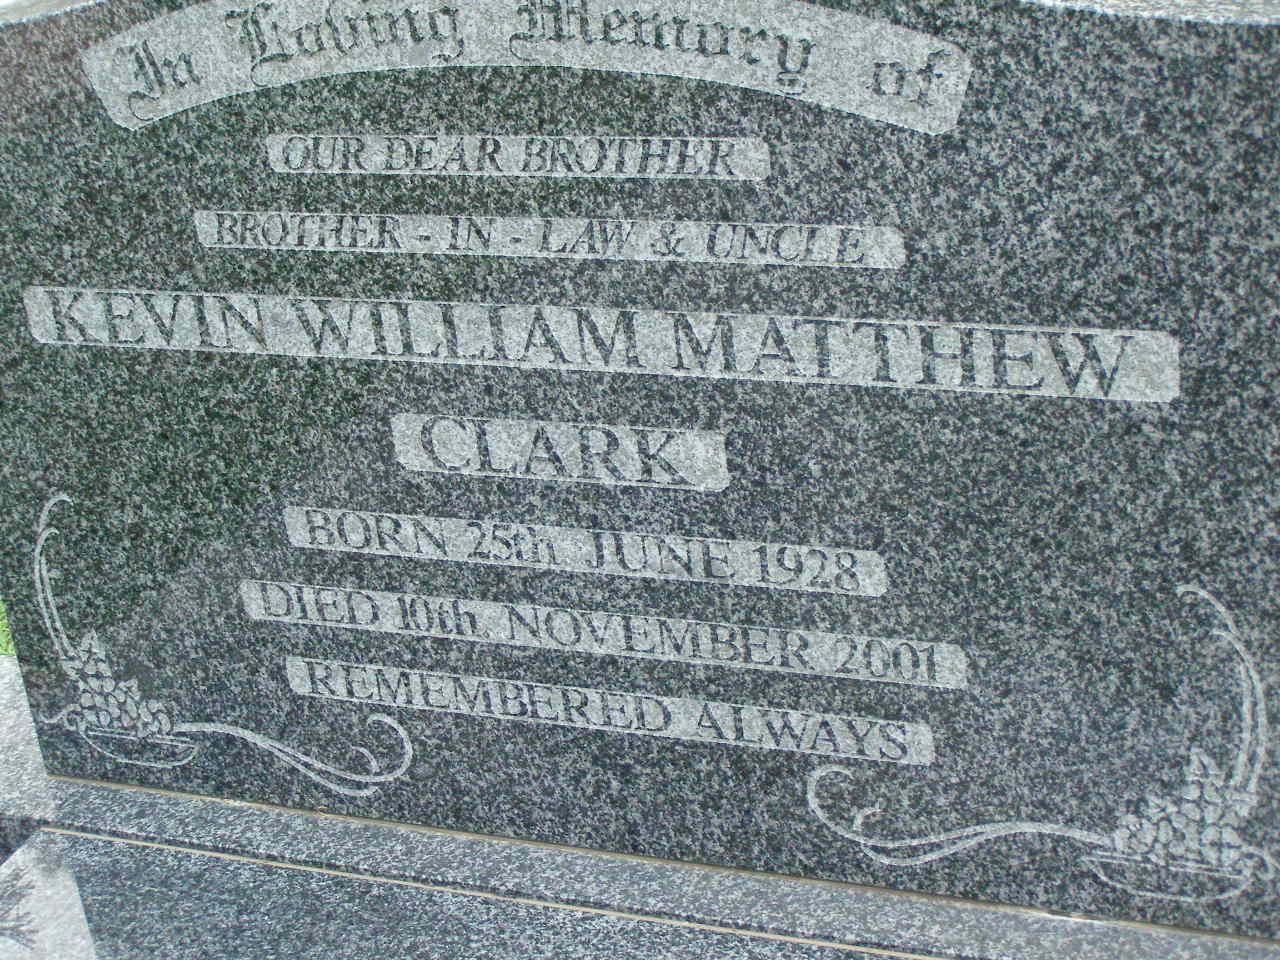 In Loving Memory of
OUR DEAR BROTHER
BROTHER - IN - LAW & UNCLE
KEVIN WILLIAM MATTHEW
CLARK
BORN 25th JUNE 1928
DIED 10th NOVEMBER 2001
REMEMBERED ALWAYS